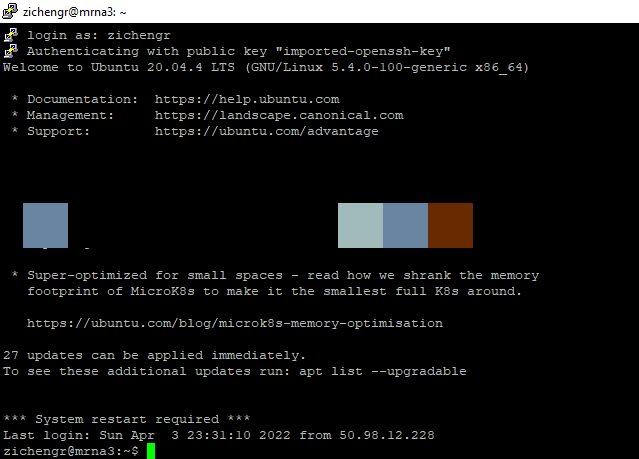 zichengr@mrna3: ~
login as: zichengr
Authenticating with public key "imported-openssh-key"
Welcome to Ubuntu 20.04.4 LTS (GNU/Linux 5.4.0-100-generic x86_64)
* Documentation:  https://help.ubuntu.com
* Management:     https://landscape.canonical.com
* Support:        https://ubuntu.com/advantage
* Super-optimized for small spaces - read how we shrank the memory
footprint of MicroK8s to make it the smallest full K8s around.
https://ubuntu.com/blog/microk8s-memory-optimisation
27 updates can be applied immediately.
To see these additional updates run: apt list --upgradable
*** System restart required ***
Last login: Sun Apr  3 23:31:10 2022 from 50.98.12.228
zichengr@mrna3:~$